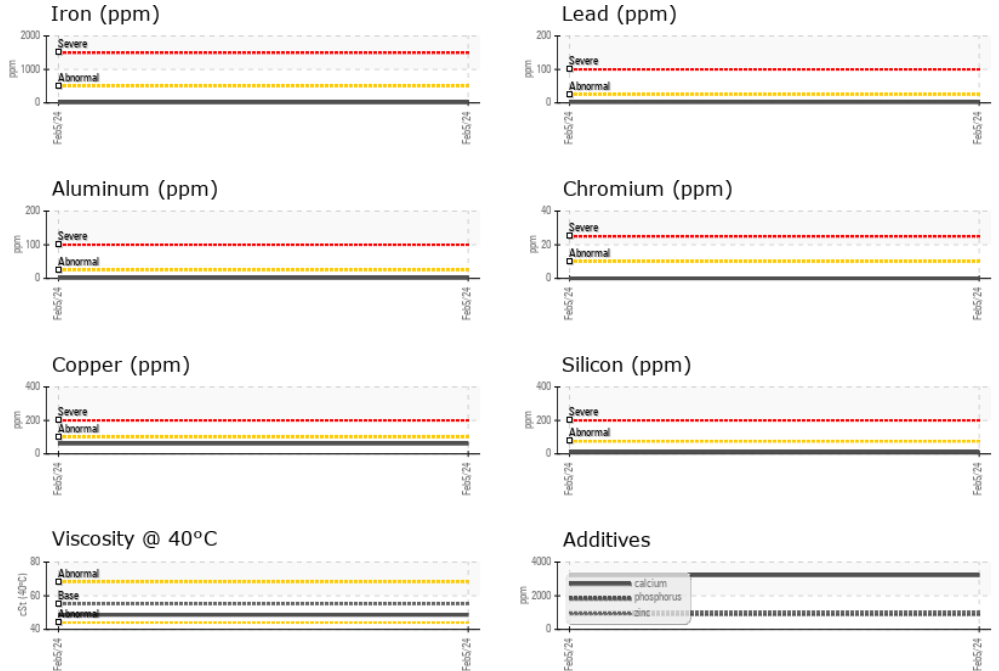 Iron (ppm)
2000
1000
0
ppm
Severe
Abnormal
Feb5/24
Feb5/24
Lead (ppm)
200
100
0
ppm
Severe
Abnormal
Feb5/24
Feb5/24
Aluminum (ppm)
200
100
0
ppm
Severe
Abnormal
Feb5/24
Feb5/24
Chromium (ppm)
40
20
0
ppm
Severe
Abnormal
Feb5/24
Feb5/24
Copper (ppm)
400
200
0
ppm
Severe
Abnormal
Feb5/24
Feb5/24
Silicon (ppm)
400
200
0
ppm
Severe
Abnormal
Feb5/24
Feb5/24
Viscosity @ 40°C
80
60
40
cSt (40°C)
Abnormal
Base
Abnormal
Feb5/24
Feb5/24
Additives
4000
2000
0
ppm
calcium
phosphorus
zinc
Feb5/24
Feb5/24